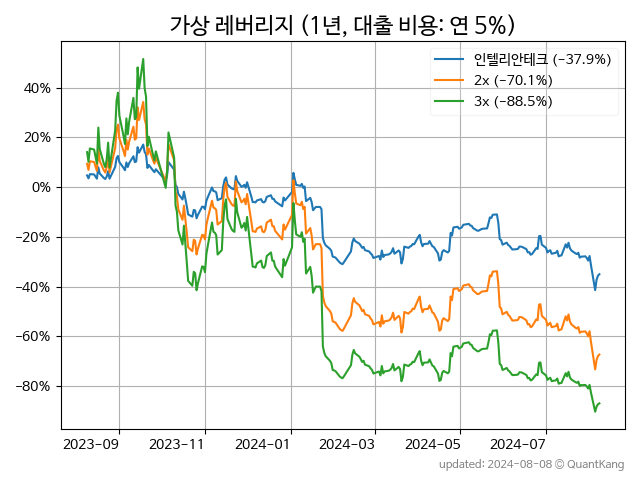 가상 레버리지 (1년, 대출 비용: 연 5%)
인텔리안테크 (-37.9%)
2x (-70.1%)
3x (-88.5%)
40%
20%
0%
-20%
-40%
-60%
-80%
2023-09 2023-11 2024-01 2024-03 2024-05 2024-07
updated: 2024-08-08 © QuantKang